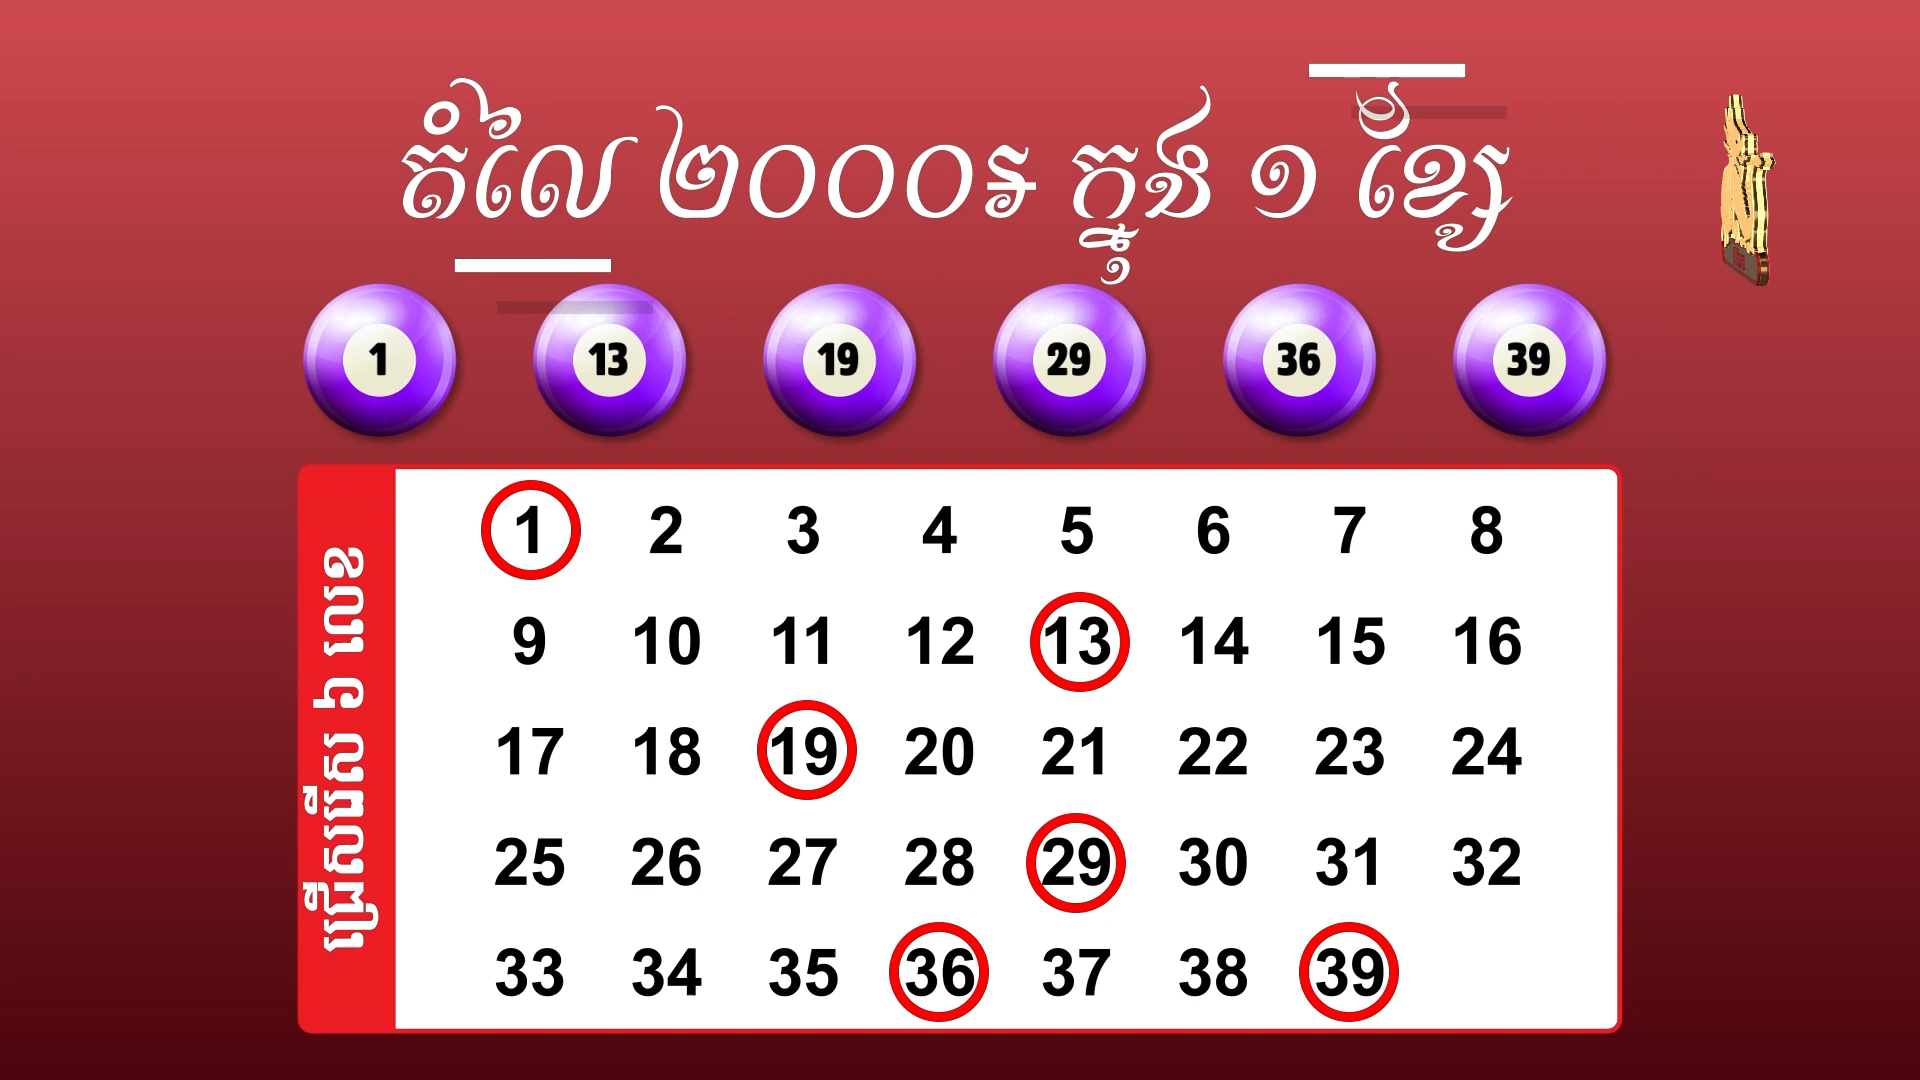 តំលៃ ២០០០៛ ក្នុង ១ ខ្សែ
1 13 19 29 36 39
ជ្រើសរើស ៦ លេខ
1 2 3 4 5 6 7 8
9 10 11 12 13 14 15 16
17 18 19 20 21 22 23 24
25 26 27 28 29 30 31 32
33 34 35 36 37 38 39